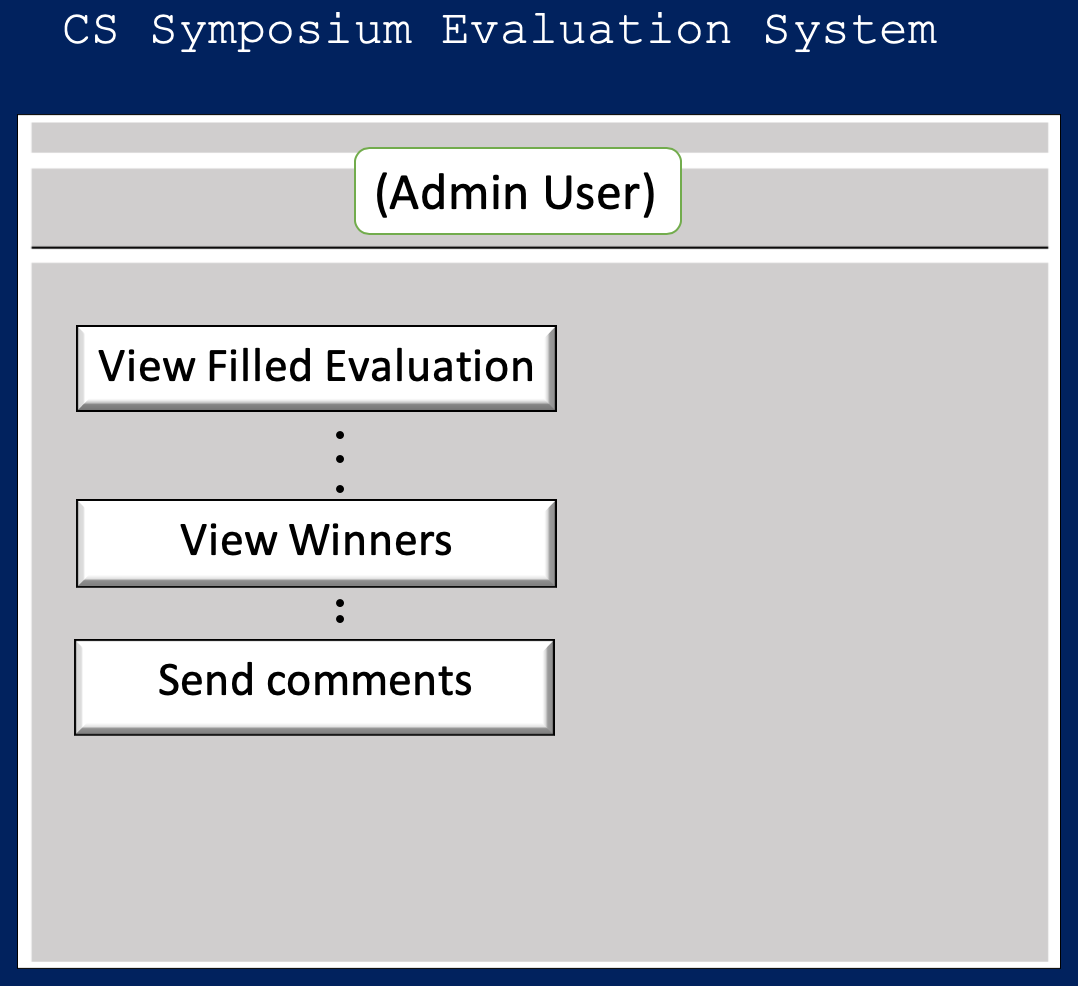 CS Symposium Evaluation System
(Admin User)
View Filled Evaluation
View Winners
Send comments